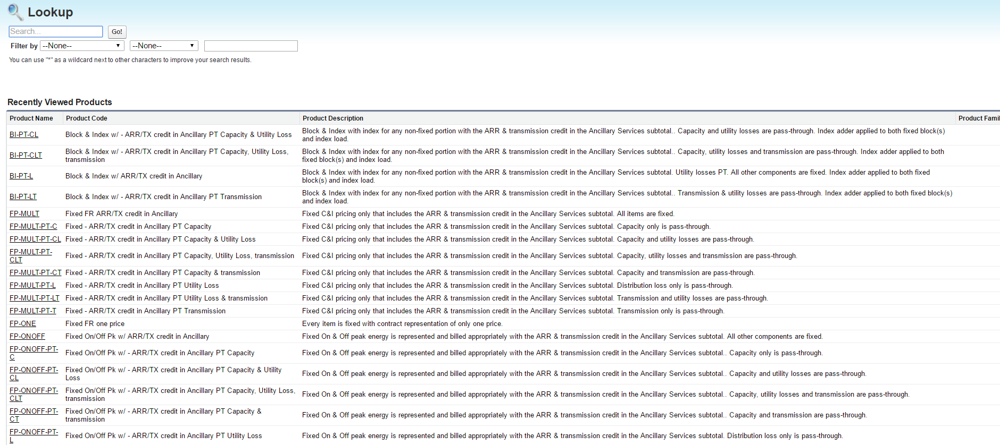 Lookup
Search...
Go!
Filter by --None-- --None--
You can use "*" as a wildcard next to other characters to improve your search results.
Recently Viewed Products
Product Name Product Code Product Description Product Famil
BI-PT-CL Block & Index w/ - ARR/TX credit in Ancillary PT Capacity & Utility Loss Block & Index with index for any non-fixed portion with the ARR & transmission credit in the Ancillary Services subtotal.. Capacity and utility losses are pass-through. Index adder applied to both fixed block(s)
and index load.
BI-PT-CLT Block & Index w/ - ARR/TX credit in Ancillary PT Capacity, Utility Loss, transmission Block & Index with index for any non-fixed portion with the ARR & transmission credit in the Ancillary Services subtotal.. Capacity, utility losses and transmission are pass-through. Index adder applied to both
fixed block(s) and index load.
BI-PT-L Block & Index w/ ARR/TX credit in Ancillary Block & Index with index for any non-fixed portion with the ARR & transmission credit in the Ancillary Services subtotal. Utility losses PT. All other components are fixed. Index adder applied to both fixed
block(s) and index load.
BI-PT-LT Block & Index w/ - ARR/TX credit in Ancillary PT Transmission Block & Index with index for any non-fixed portion with the ARR & transmission credit in the Ancillary Services subtotal.. Transmission & utility losses are pass-through. Index adder applied to both fixed block(s)
and index load.
FP-MULT Fixed FR ARR/TX credit in Ancillary Fixed C&I pricing only that includes the ARR & transmission credit in the Ancillary Services subtotal. All items are fixed.
FP-MULT-PT-C Fixed - ARR/TX credit in Ancillary PT Capacity Fixed C&I pricing only that includes the ARR & transmission credit in the Ancillary Services subtotal. Capacity only is pass-through.
FP-MULT-PT-CL Fixed - ARR/TX credit in Ancillary PT Capacity & Utility Loss Fixed C&I pricing only that includes the ARR & transmission credit in the Ancillary Services subtotal. Capacity and utility losses are pass-through.
FP-MULT-PT-
CLT Fixed - ARR/TX credit in Ancillary PT Capacity, Utility Loss, transmission Fixed C&I pricing only that includes the ARR & transmission credit in the Ancillary Services subtotal. Capacity, utility losses and transmission are pass-through.
FP-MULT-PT-CT Fixed - ARR/TX credit in Ancillary PT Capacity & transmission Fixed C&I pricing only that includes the ARR & transmission credit in the Ancillary Services subtotal. Capacity and transmission are pass-through.
FP-MULT-PT-L Fixed - ARR/TX credit in Ancillary PT Utility Loss Fixed C&I pricing only that includes the ARR & transmission credit in the Ancillary Services subtotal. Distribution loss only is pass-through.
FP-MULT-PT-LT Fixed - ARR/TX credit in Ancillary PT Utility Loss & transmission Fixed C&I pricing only that includes the ARR & transmission credit in the Ancillary Services subtotal. Transmission and utility losses are pass-through.
FP-MULT-PT-T Fixed - ARR/TX credit in Ancillary PT Transmission Fixed C&I pricing only that includes the ARR & transmission credit in the Ancillary Services subtotal. Transmission only is pass-through.
FP-ONE Fixed FR one price Every item is fixed with contract representation of only one price.
FP-ONOFF Fixed On/Off Pk w/ ARR/TX credit in Ancillary Fixed On & Off peak energy is represented and billed appropriately with the ARR & transmission credit in the Ancillary Services subtotal. All other components are fixed.
FP-ONOFF-PT-
C Fixed On/Off Pk w/ - ARR/TX credit in Ancillary PT Capacity Fixed On & Off peak energy is represented and billed appropriately with the ARR & transmission credit in the Ancillary Services subtotal.. Capacity only is pass-through.
FP-ONOFF-PT-
CL Fixed On/Off Pk w/ - ARR/TX credit in Ancillary PT Capacity & Utility
Loss Fixed On & Off peak energy is represented and billed appropriately with the ARR & transmission credit in the Ancillary Services subtotal.. Capacity and utility losses are pass-through.
FP-ONOFF-PT-
CLT Fixed On/Off Pk w/ - ARR/TX credit in Ancillary PT Capacity, Utility Loss,
transmission Fixed On & Off peak energy is represented and billed appropriately with the ARR & transmission credit in the Ancillary Services subtotal.. Capacity, utility losses and transmission are pass-through.
FP-ONOFF-PT-
CT Fixed On/Off Pk w/ - ARR/TX credit in Ancillary PT Capacity &
transmission Fixed On & Off peak energy is represented and billed appropriately with the ARR & transmission credit in the Ancillary Services subtotal.. Capacity and transmission are pass-through.
FP-ONOFF-PT-
L Fixed On/Off Pk w/ - ARR/TX credit in Ancillary PT Utility Loss Fixed On & Off peak energy is represented and billed appropriately with the ARR & transmission credit in the Ancillary Services subtotal. Distribution loss only is pass-through.